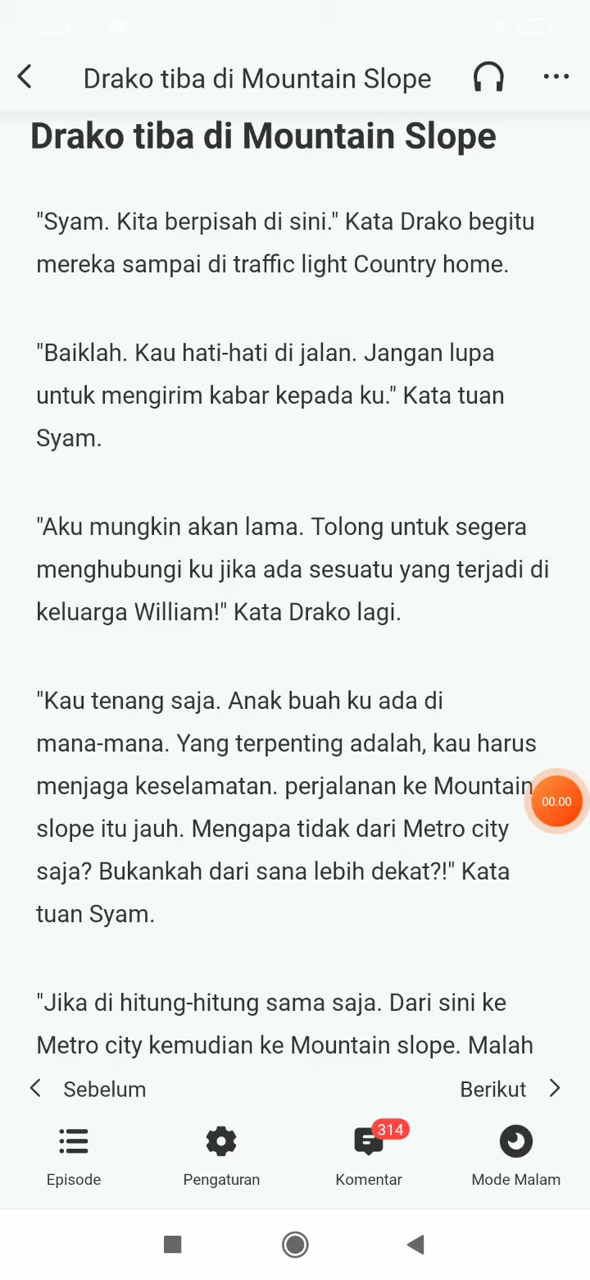 Drako tiba di Mountain Slope
Drako tiba di Mountain Slope
"Syam. Kita berpisah di sini." Kata Drako begitu
mereka sampai di traffic light Country home.
"Baiklah. Kau hati-hati di jalan. Jangan lupa
untuk mengirim kabar kepada ku." Kata tuan
Syam.
"Aku mungkin akan lama. Tolong untuk segera
menghubungi ku jika ada sesuatu yang terjadi di
keluarga William!" Kata Drako lagi.
"Kau tenang saja. Anak buah ku ada di
mana-mana. Yang terpenting adalah, kau harus
menjaga keselamatan. perjalanan ke Mountain
slope itu jauh. Mengapa tidak dari Metro city
saja? Bukankah dari sana lebih dekat?!" Kata
tuan Syam.
"Jika di hitung-hitung sama saja. Dari sini ke
Metro city kemudian ke Mountain slope. Malah
00.00
Sebelum
Berikut
314
Episode
Pengaturan
Komentar
Mode Malam